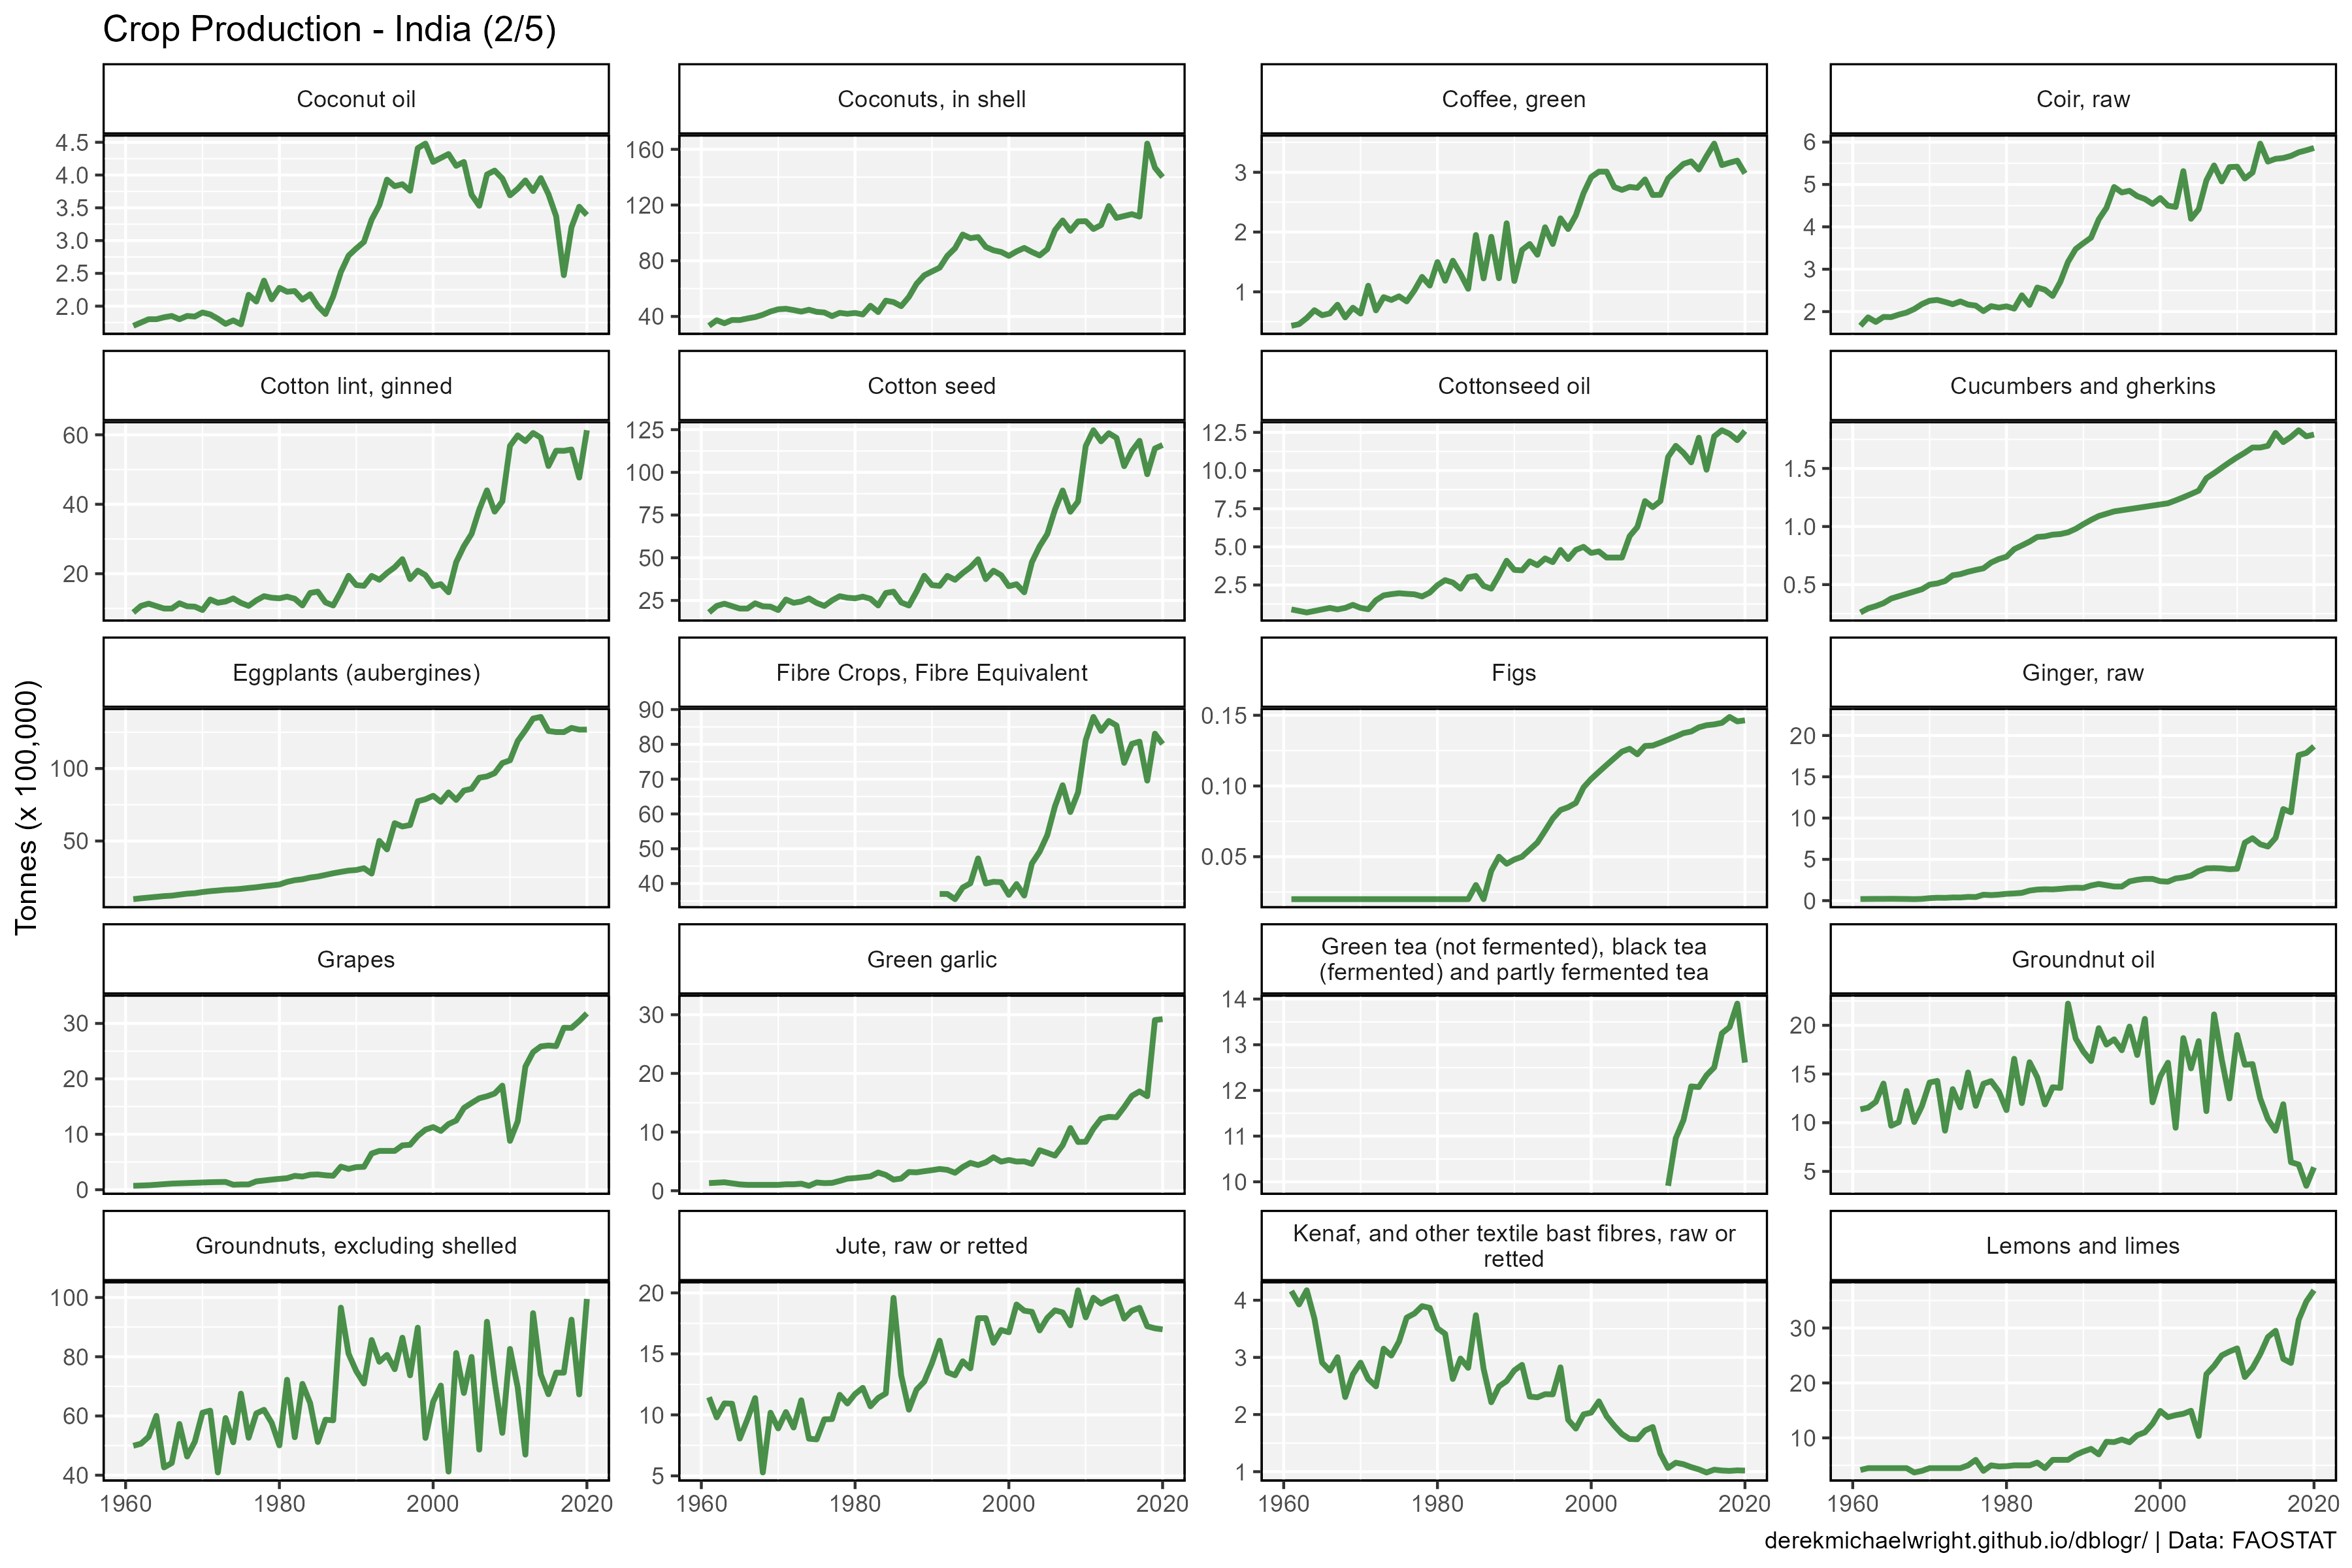 Crop Production - India (2/5)
Coconut oil
Coconuts, in shell
Coffee, green
Coir, raw
4.5
4.0
3.5
3.0
2.5
2.0
160
120
80
40
3
2
1
6
5
4
3
2
Cotton lint, ginned
Cotton seed
Cottonseed oil
Cucumbers and gherkins
60
40
20
125
100
75
50
25
12.5
10.0
7.5
5.0
2.5
1.5
1.0
0.5
Tonnes (x 100,000)
Eggplants (aubergines)
Fibre Crops, Fibre Equivalent
Figs
Ginger, raw
100
50
90
80
70
60
50
40
0.15
0.10
0.05
20
15
10
5
0
Grapes
Green garlic
Green tea (not fermented), black tea
(fermented) and partly fermented tea
Groundnut oil
30
20
10
0
30
20
10
0
14
13
12
11
10
20
15
10
5
Groundnuts, excluding shelled
Jute, raw or retted
Kenaf, and other textile bast fibres, raw or
retted
Lemons and limes
100
80
60
40
20
15
10
5
4
3
2
1
30
20
10
1960 1980 2000 2020
1960 1980 2000 2020
1960 1980 2000 2020
1960 1980 2000 2020
derekmichaelwright.github.io/dblogr/ | Data: FAOSTAT